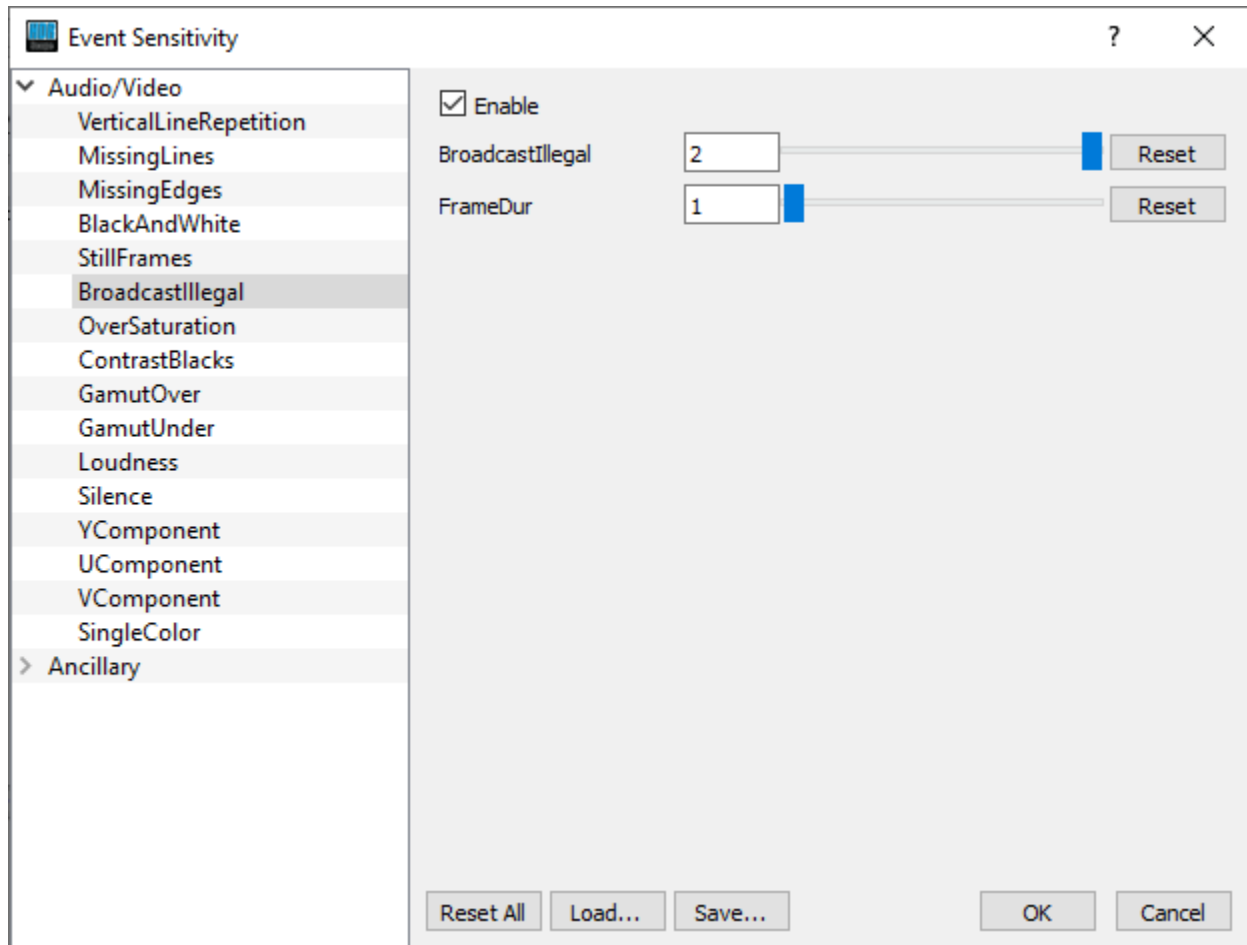 Event Sensitivity ?
Audio/Video
VerticalLineRepetition
MissingLines
MissingEdges
BlackAndWhite
StillFrames
BroadcastIllegal
OverSaturation
ContrastBlacks
GamutOver
GamutUnder
Loudness
Silence
YComponent
UComponent
VComponent
SingleColor
Ancillary
Enable
BroadcastIllegal 2 Reset
FrameDur 1 Reset
Reset All Load... Save... OK Cancel